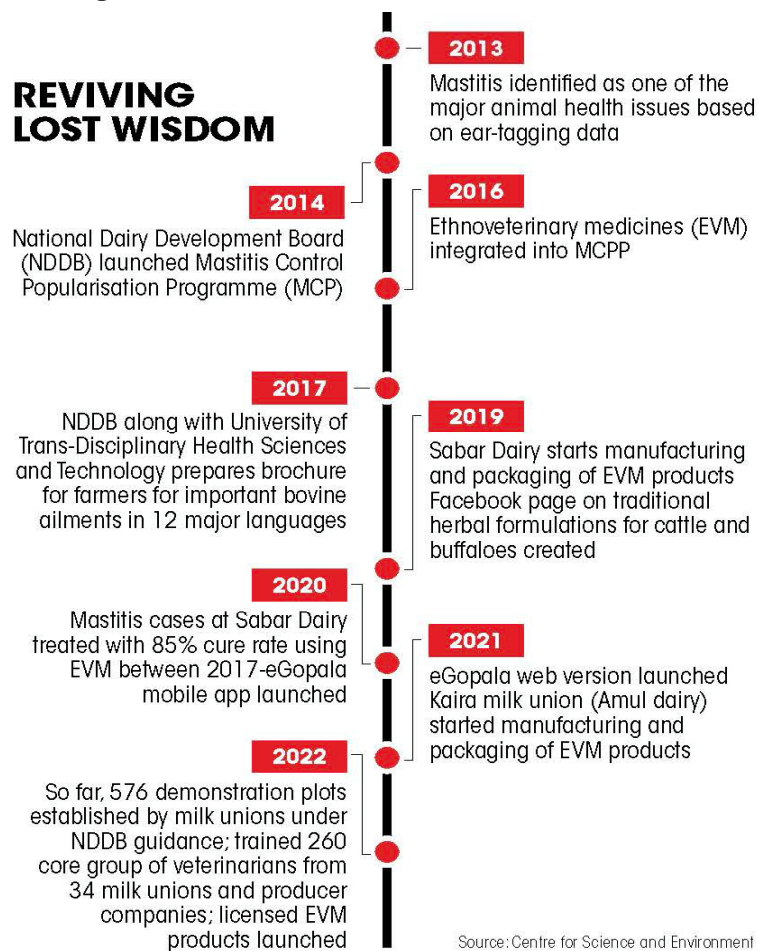 REVIVING
LOST WISDOM
2013
Mastitis identified as one of the
major animal health issues based
on ear-tagging data
2014
National Dairy Development Board
(NDDB) launched Mastitis Control
Popularisation Programme (MCP)
2016
Ethnoveterinary medicines (EVM)
integrated into MCPP
2017
NDDB along with University of
Trans-Disciplinary Health Sciences
and Technology prepares brochure
for farmers for important bovine
ailments in 12 major languages
2019
Sabar Dairy starts manufacturing
and packaging of EVM products
Facebook page on traditional
herbal formulations for cattle and
buffaloes created
2020
Mastitis cases at Sabar Dairy
treated with 85% cure rate using
EVM between 2017-eGopala
mobile app launched
2021
eGopala web version launched
Kaira milk union (Amul dairy)
started manufacturing and
packaging of EVM products
2022
So far, 576 demonstration plots
established by milk unions under
NDDB guidance; trained 260
core group of veterinarians from
34 milk unions and producer
companies; licensed EVM
products launched
Source: Centre for Science and Environment